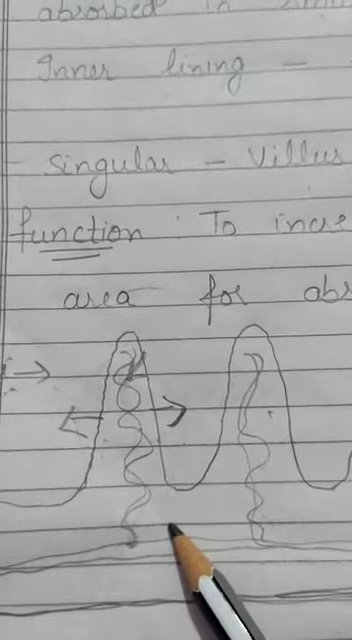 absorbed in
Inner lining -
- Singular - Villus
function : To incre
area for abs